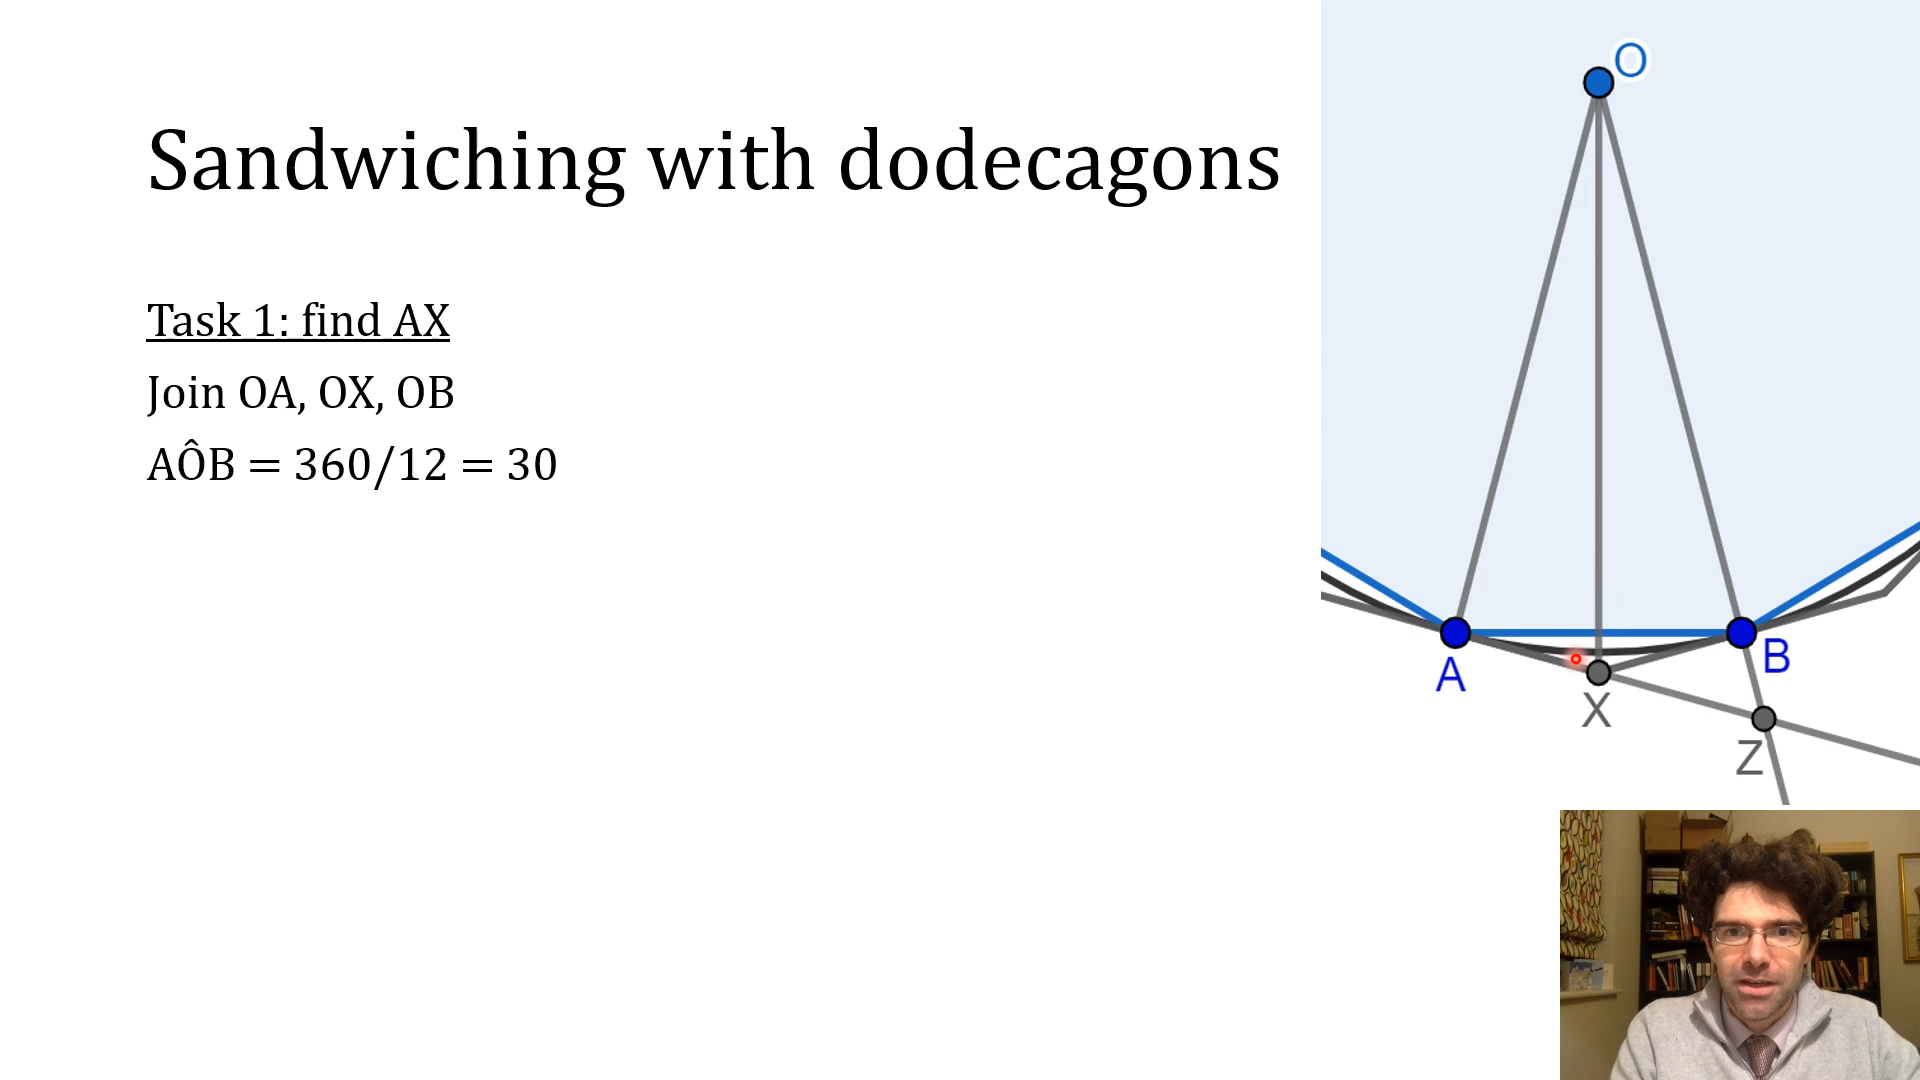 Sandwiching with dodecagons
Task 1: find AX
Join OA, OX, OB
AÔB = 360/12 = 30
O
A
B
X
Z